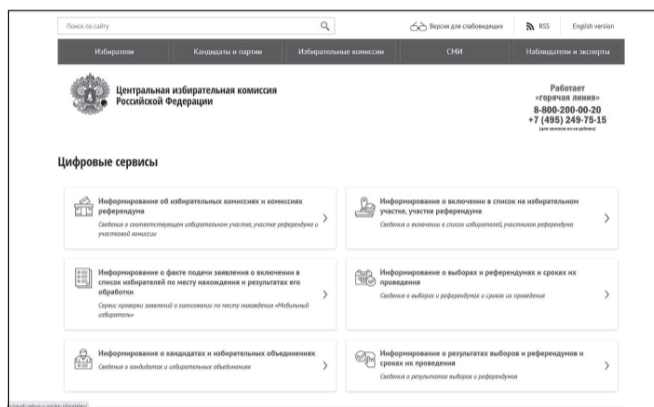 Поиск по сайту
Версия для слабовидящих
RSS
English version
Избиратели
Кандидаты и партии
Избирательные комиссии
СМИ
Наблюдатели и эксперты
Центральная избирательная комиссия
Российской Федерации
Работает
«горячая линия»
8-800-200-00-20
+7 (495) 249-75-15
(для звонков из-за рубежа)
Цифровые сервисы
Информирование об избирательных комиссиях и комиссиях
референдума
Сведения о соответствующем избирательном участке, участке референдума и
участковой комиссии
Информирование о включении в список на избирательном
участке, участке референдума
Сведения о включении в список избирателей, участников референдума
Информирование о факте подачи заявления о включении в
список избирателей по месту нахождения и результатах его
обработки
Сервис проверки заявлений о голосовании по месту нахождения «Мобильный
избиратель»
Информирование о выборах и референдумах и сроках их
проведения
Сведения о выборах и референдумах и сроках их проведения
Информирование о кандидатах и избирательных объединениях
Сведения о кандидатах и избирательных объединениях
Информирование о результатах выборов и референдумов и
сроках их проведения
Сведения о результатах выборов и референдумов